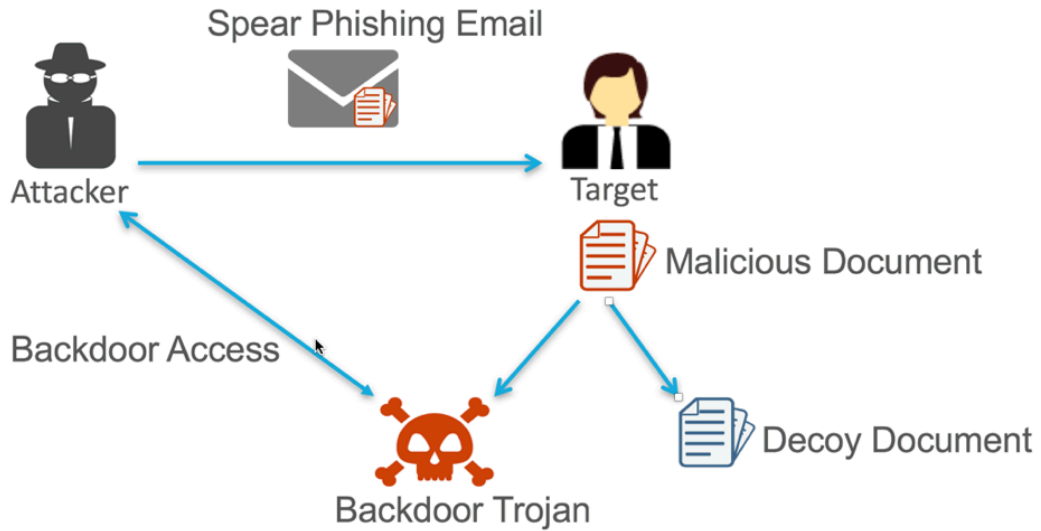 Spear Phishing Email
Attacker
Target
Malicious Document
Backdoor Access
Decoy Document
Backdoor Trojan